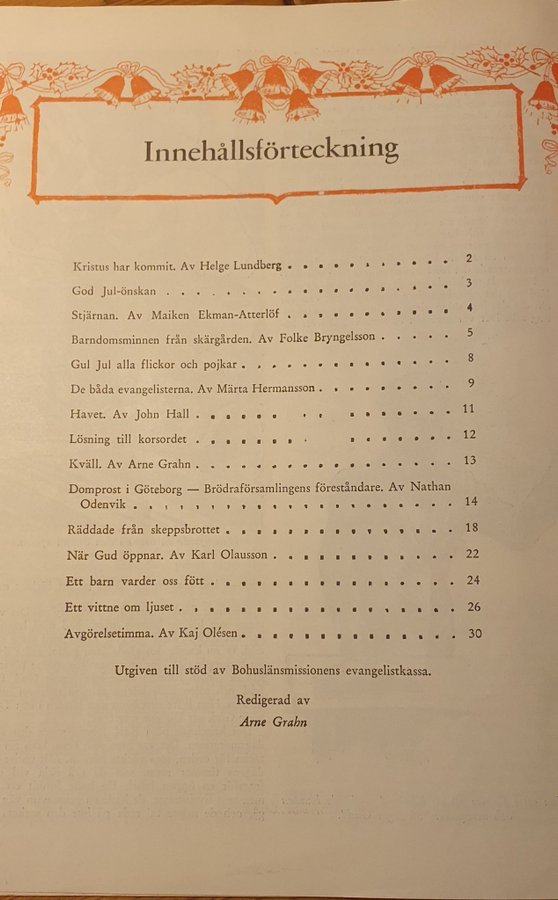 Innehållsförteckning
Kristus har kommit. Av Helge Lundberg . . . . . . . . . . . 2
God Jul-önskan . . . . . . . . . . . . . . . . . 3
Stjärnan. Av Maiken Ekman-Atterlöf . . . . . . . . . . . 4
Barndomsminnen från skärgården. Av Folke Bryngelsson . . . . . 5
Gul Jul alla flickor och pojkar . . . . . . . . . . . . . . 8
De båda evangelisterna. Av Märta Hermansson . . . . . . . . . 9
Havet. Av John Hall . . . . . . . . . . . . . . . 11
Lösning till korsordet . . . . . . . . . . . . . . 12
Kväll. Av Arne Grahn . . . . . . . . . . . . . . . . . 13
Domprost i Göteborg — Brödraförsamlingens föreståndare. Av Nathan
Odenvik . . . . . . . . . . . . . . . . . . . . . 14
Räddade från skeppsbrottet . . . . . . . . . . . . . . . 18
När Gud öppnar. Av Karl Olausson . . . . . . . . . . . . 22
Ett barn varder oss fött . . . . . . . . . . . . . . . . 24
Ett vittne om ljuset . . . . . . . . . . . . . . . . . . 26
Avgörelsetimma. Av Kaj Olésen . . . . . . . . . . . . . . 30
Utgiven till stöd av Bohuslänsmissionens evangelistkassa.
Redigerad av
Arne Grahn